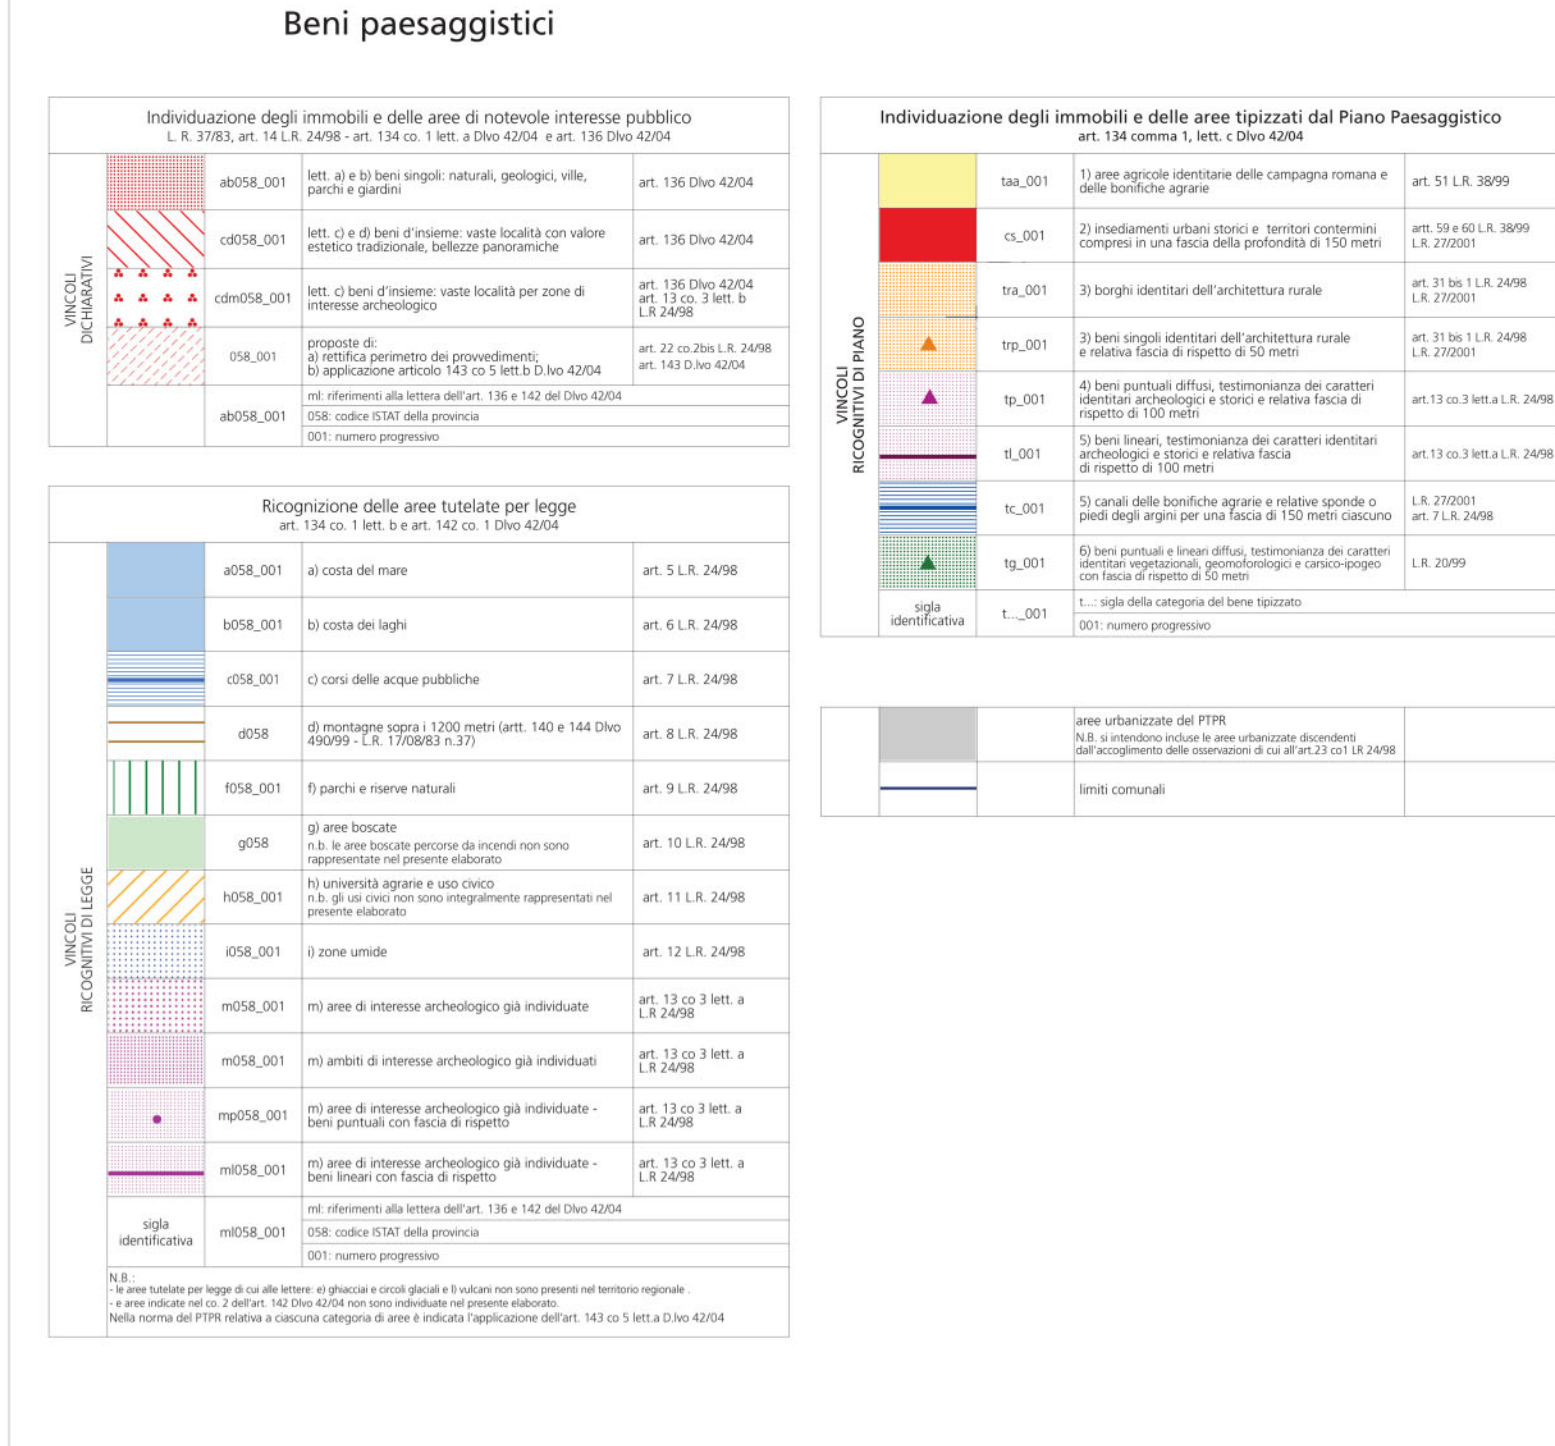 Beni paesaggistici
Individuazione degli immobili e delle aree di notevole interesse pubblico
L. R. 37/83, art. 14 L.R. 24/98 - art. 134 co. 1 lett. a Dlvo 42/04 e art. 136 Dlvo 42/04
VINCOLI
DICHIARATIVI
ab058_001
lett. a) e b) beni singoli: naturali, geologici, ville,
parchi e giardini
art. 136 Dlvo 42/04
cd058_001
lett. c) e d) beni d'insieme: vaste località con valore
estetico tradizionale, bellezze panoramiche
art. 136 Dlvo 42/04
cdm058_001
lett. c) beni d'insieme: vaste località per zone di
interesse archeologico
art. 136 Dlvo 42/04
art. 13 co. 3 lett. b
L.R 24/98
058_001
proposte di:
a) rettifica perimetro dei provvedimenti;
b) applicazione articolo 143 co 5 lett.b D.lvo 42/04
art. 22 co.2bis L.R. 24/98
art. 143 D.lvo 42/04
ab058_001
ml: riferimenti alla lettera dell'art. 136 e 142 del Dlvo 42/04
058: codice ISTAT della provincia
001: numero progressivo
Ricognizione delle aree tutelate per legge
art. 134 co. 1 lett. b e art. 142 co. 1 Dlvo 42/04
VINCOLI
RICOGNITIVI DI LEGGE
a058_001
a) costa del mare
art. 5 L.R. 24/98
b058_001
b) costa dei laghi
art. 6 L.R. 24/98
c058_001
c) corsi delle acque pubbliche
art. 7 L.R. 24/98
d058
d) montagne sopra i 1200 metri (artt. 140 e 144 Dlvo
490/99 - L.R. 17/08/83 n.37)
art. 8 L.R. 24/98
f058_001
f) parchi e riserve naturali
art. 9 L.R. 24/98
g058
g) aree boscate
n.b. le aree boscate percorse da incendi non sono
rappresentate nel presente elaborato
art. 10 L.R. 24/98
h058_001
h) università agrarie e uso civico
n.b. gli usi civici non sono integralmente rappresentati nel
presente elaborato
art. 11 L.R. 24/98
i058_001
i) zone umide
art. 12 L.R. 24/98
m058_001
m) aree di interesse archeologico già individuate
art. 13 co 3 lett. a
L.R 24/98
m058_001
m) ambiti di interesse archeologico già individuati
art. 13 co 3 lett. a
L.R 24/98
mp058_001
m) aree di interesse archeologico già individuate -
beni puntuali con fascia di rispetto
art. 13 co 3 lett. a
L.R 24/98
ml058_001
m) aree di interesse archeologico già individuate -
beni lineari con fascia di rispetto
art. 13 co 3 lett. a
L.R 24/98
sigla
identificativa
ml058_001
ml: riferimenti alla lettera dell'art. 136 e 142 del Dlvo 42/04
058: codice ISTAT della provincia
001: numero progressivo
N.B.:
- le aree tutelate per legge di cui alle lettere: e) ghiacciai e circoli glaciali e l) vulcani non sono presenti nel territorio regionale .
- e aree indicate nel co. 2 dell'art. 142 Dlvo 42/04 non sono individuate nel presente elaborato.
Nella norma del PTPR relativa a ciascuna categoria di aree è indicata l'applicazione dell'art. 143 co 5 lett.a D.lvo 42/04
Individuazione degli immobili e delle aree tipizzati dal Piano Paesaggistico
art. 134 comma 1, lett. c Dlvo 42/04
VINCOLI
RICOGNITIVI DI PIANO
taa_001
1) aree agricole identitarie delle campagna romana e
delle bonifiche agrarie
art. 51 L.R. 38/99
cs_001
2) insediamenti urbani storici e territori contermini
compresi in una fascia della profondità di 150 metri
artt. 59 e 60 L.R. 38/99
L.R. 27/2001
tra_001
3) borghi identitari dell'architettura rurale
art. 31 bis 1 L.R. 24/98
L.R. 27/2001
trp_001
3) beni singoli identitari dell'architettura rurale
e relativa fascia di rispetto di 50 metri
art. 31 bis 1 L.R. 24/98
L.R. 27/2001
tp_001
4) beni puntuali diffusi, testimonianza dei caratteri
identitari archeologici e storici e relativa fascia di
rispetto di 100 metri
art.13 co.3 lett.a L.R. 24/98
tl_001
5) beni lineari, testimonianza dei caratteri identitari
archeologici e storici e relativa fascia
di rispetto di 100 metri
art.13 co.3 lett.a L.R. 24/98
tc_001
5) canali delle bonifiche agrarie e relative sponde o
piedi degli argini per una fascia di 150 metri ciascuno
L.R. 27/2001
art. 7 L.R. 24/98
tg_001
6) beni puntuali e lineari diffusi, testimonianza dei caratteri
identitari vegetazionali, geomoforologici e carsico-ipogeo
con fascia di rispetto di 50 metri
L.R. 20/99
sigla
identificativa
t..._001
t...: sigla della categoria del bene tipizzato
001: numero progressivo
aree urbanizzate del PTPR
N.B. si intendono incluse le aree urbanizzate discendenti
dall'accoglimento delle osservazioni di cui all'art.23 co1 LR 24/98
limiti comunali